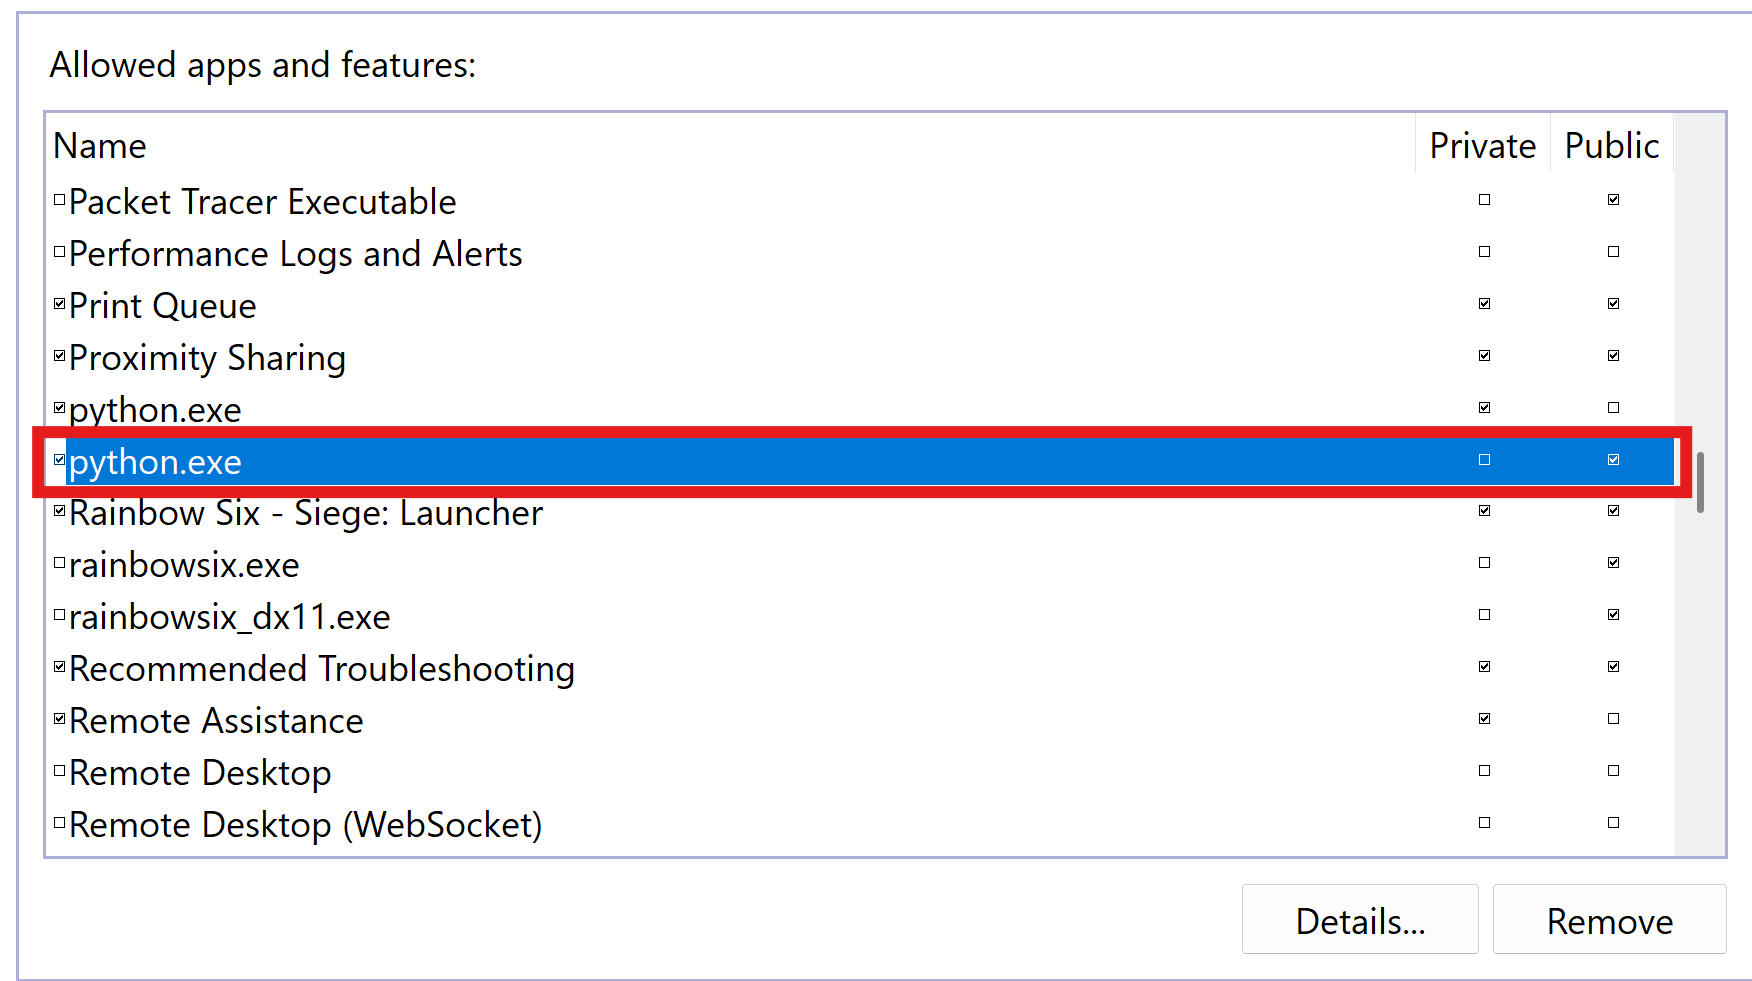 Allowed apps and features:
Name Private Public
Packet Tracer Executable
Performance Logs and Alerts
Print Queue
Proximity Sharing
python.exe
python.exe
Rainbow Six - Siege: Launcher
rainbowsix.exe
rainbowsix_dx11.exe
Recommended Troubleshooting
Remote Assistance
Remote Desktop
Remote Desktop (WebSocket)
Details... Remove